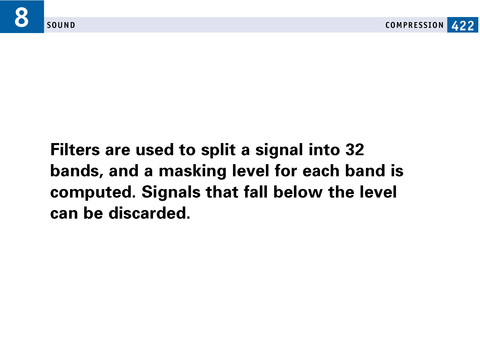 8 SOUND COMPRESSION 422
Filters are used to split a signal into 32
bands, and a masking level for each band is
computed. Signals that fall below the level
can be discarded.